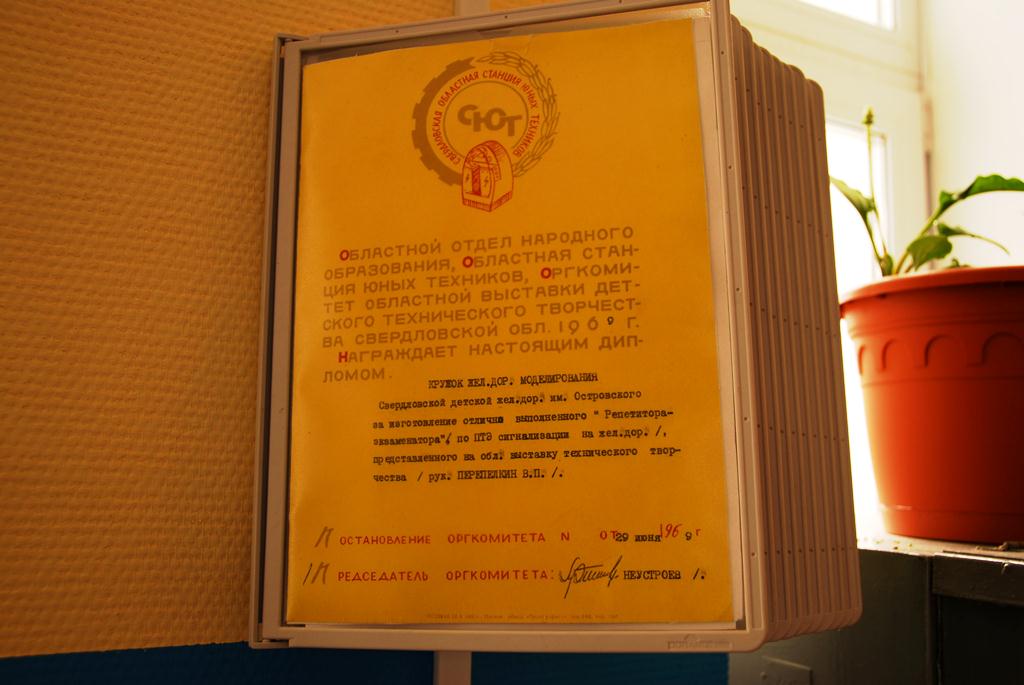 СВЕРДЛОВСКАЯ ОБЛАСТНАЯ СТАНЦИЯ ЮНЫХ ТЕХНИКОВ
СЮТ
ОБЛАСТНОЙ ОТДЕЛ НАРОДНОГО
ОБРАЗОВАНИЯ, ОБЛАСТНАЯ СТАН-
ЦИЯ ЮНЫХ ТЕХНИКОВ, ОРГКОМИ-
ТЕТ ОБЛАСТНОЙ ВЫСТАВКИ ДЕТ-
СКОГО ТЕХНИЧЕСКОГО ТВОРЧЕСТ-
ВА СВЕРДЛОВСКОЙ ОБЛ. 1969 Г.
НАГРАЖДАЕТ НАСТОЯЩИМ ДИП-
ЛОМОМ.
КРУЖОК ЖЕЛ.ДОР. МОДЕЛИРОВАНИЯ
Свердловской детской жел.дор. им. Островского
за изготовление отлично выполненного " Репетитора-
экзаменатора"/ по ПТЭ сигнализации на жел.дор. /,
представленного на обл. выставку технического твор-
чества / рук. ПЕРЕПЕЛКИН В.П. /.
ПОСТАНОВЛЕНИЕ ОРГКОМИТЕТА N ОТ 29 июня 1969 г
/ПРЕДСЕДАТЕЛЬ ОРГКОМИТЕТА: НЕУСТРОЕВ /.